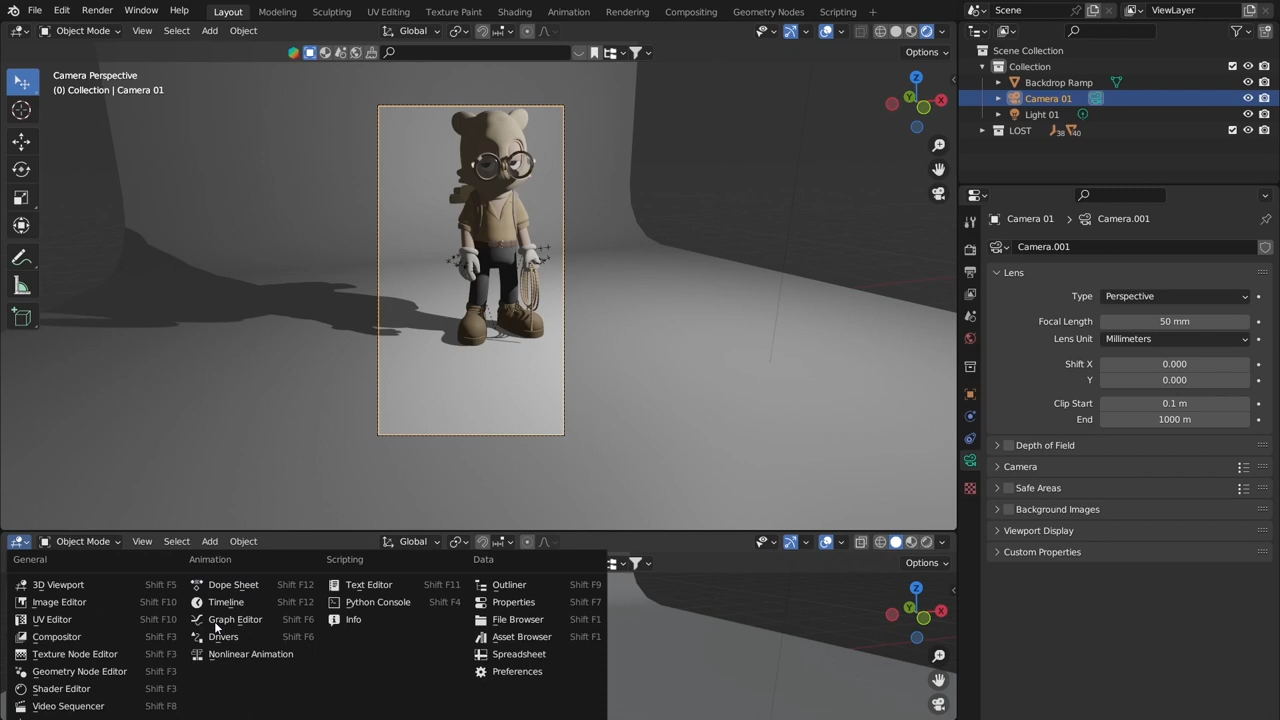 File Edit Render Window Help Layout Modeling Sculpting UV Editing Texture Paint Shading Animation Rendering Compositing Geometry Nodes Scripting + Scene ViewLayer
Object Mode View Select Add Object Global
Options
Camera Perspective
(0) Collection | Camera 01
Z
Y X
Scene Collection
Collection
Backdrop Ramp
Camera 01
Light 01
LOST 38 40
Camera 01 > Camera.001
Camera.001
Lens
Type Perspective
Focal Length 50 mm
Lens Unit Millimeters
Shift X 0.000
Y 0.000
Clip Start 0.1 m
End 1000 m
Depth of Field
Camera
Safe Areas
Background Images
Viewport Display
Custom Properties
Object Mode View Select Add Object Global
General Animation Scripting Data
Options
3D Viewport Shift F5 Dope Sheet Shift F12 Text Editor Shift F11 Outliner Shift F9
Image Editor Shift F10 Timeline Shift F12 Python Console Shift F4 Properties Shift F7
UV Editor Shift F10 Graph Editor Shift F6 Info File Browser Shift F1
Compositor Shift F3 Drivers Shift F6 Asset Browser Shift F1
Texture Node Editor Shift F3 Nonlinear Animation Spreadsheet
Geometry Node Editor Shift F3 Preferences
Shader Editor Shift F3
Video Sequencer Shift F8
Z
Y X